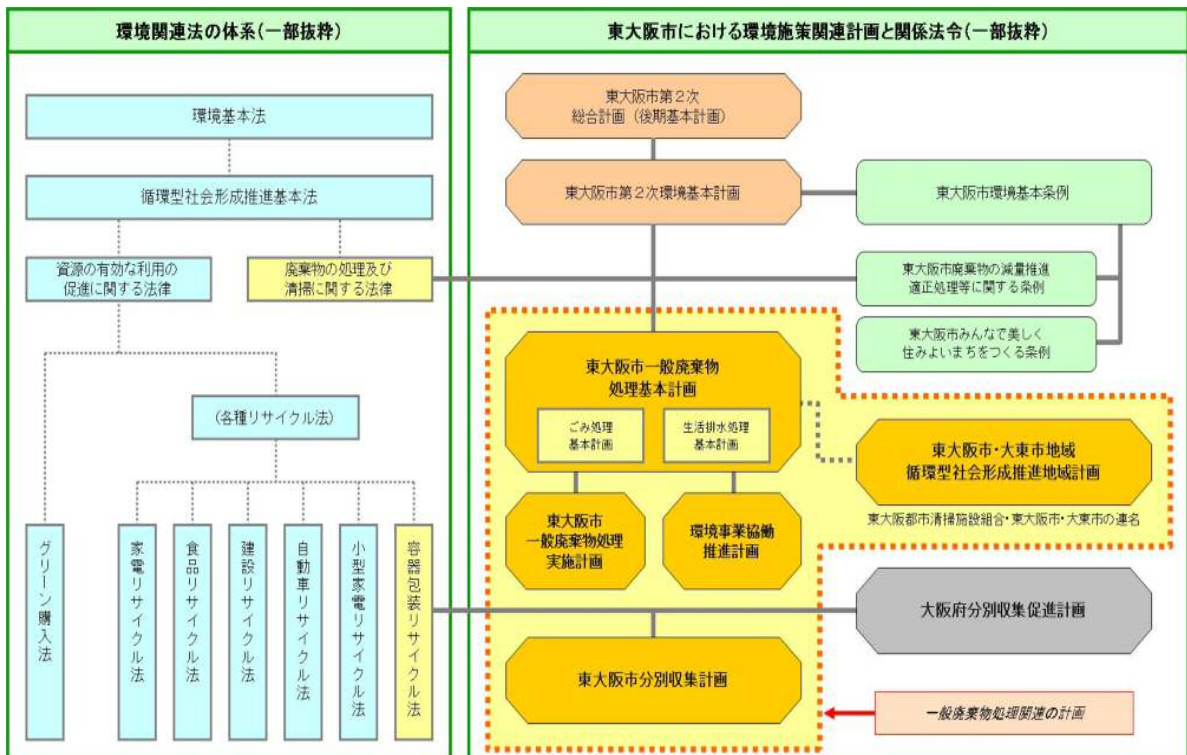 環境関連法の体系(一部抜粋)
環境基本法
循環型社会形成推進基本法
資源の有効な利用の
促進に関する法律
廃棄物の処理及び
清掃に関する法律
(各種リサイクル法)
グリーン購入法
家電リサイクル法
食品リサイクル法
建設リサイクル法
自動車リサイクル法
小型家電リサイクル法
容器包装リサイクル法
東大阪市における環境施策関連計画と関係法令(一部抜粋)
東大阪市第2次
総合計画(後期基本計画)
東大阪市第2次環境基本計画
東大阪市環境基本条例
東大阪市廃棄物の減量推進
適正処理等に関する条例
東大阪市みんなで美しく
住みよいまちをつくる条例
東大阪市一般廃棄物
処理基本計画
ごみ処理
基本計画
生活排水処理
基本計画
東大阪市・大東市地域
循環型社会形成推進地域計画
東大阪都市清掃施設組合・東大阪市・大東市の連名
東大阪市
一般廃棄物処理
実施計画
環境事業協働
推進計画
大阪府分別収集促進計画
東大阪市分別収集計画
一般廃棄物処理関連の計画